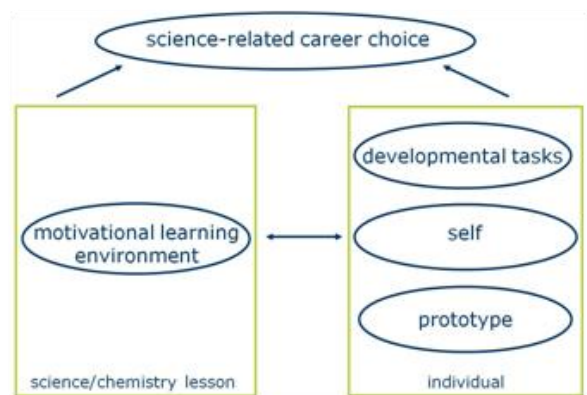 science-related career choice
developmental tasks
motivational learning
environment
self
prototype
science/chemistry lesson
individual